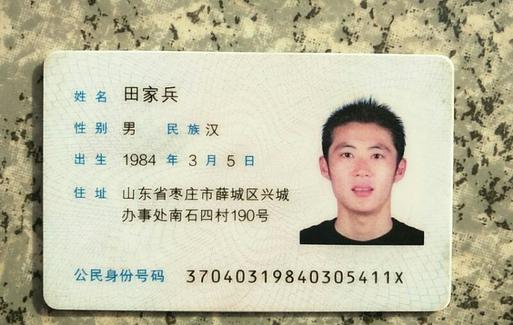 姓名 田家兵
性别 男 民族 汉
出生 1984 年 3 月 5 日
住址 山东省枣庄市薛城区兴城
办事处南石四村190号
公民身份号码 37040319840305411X